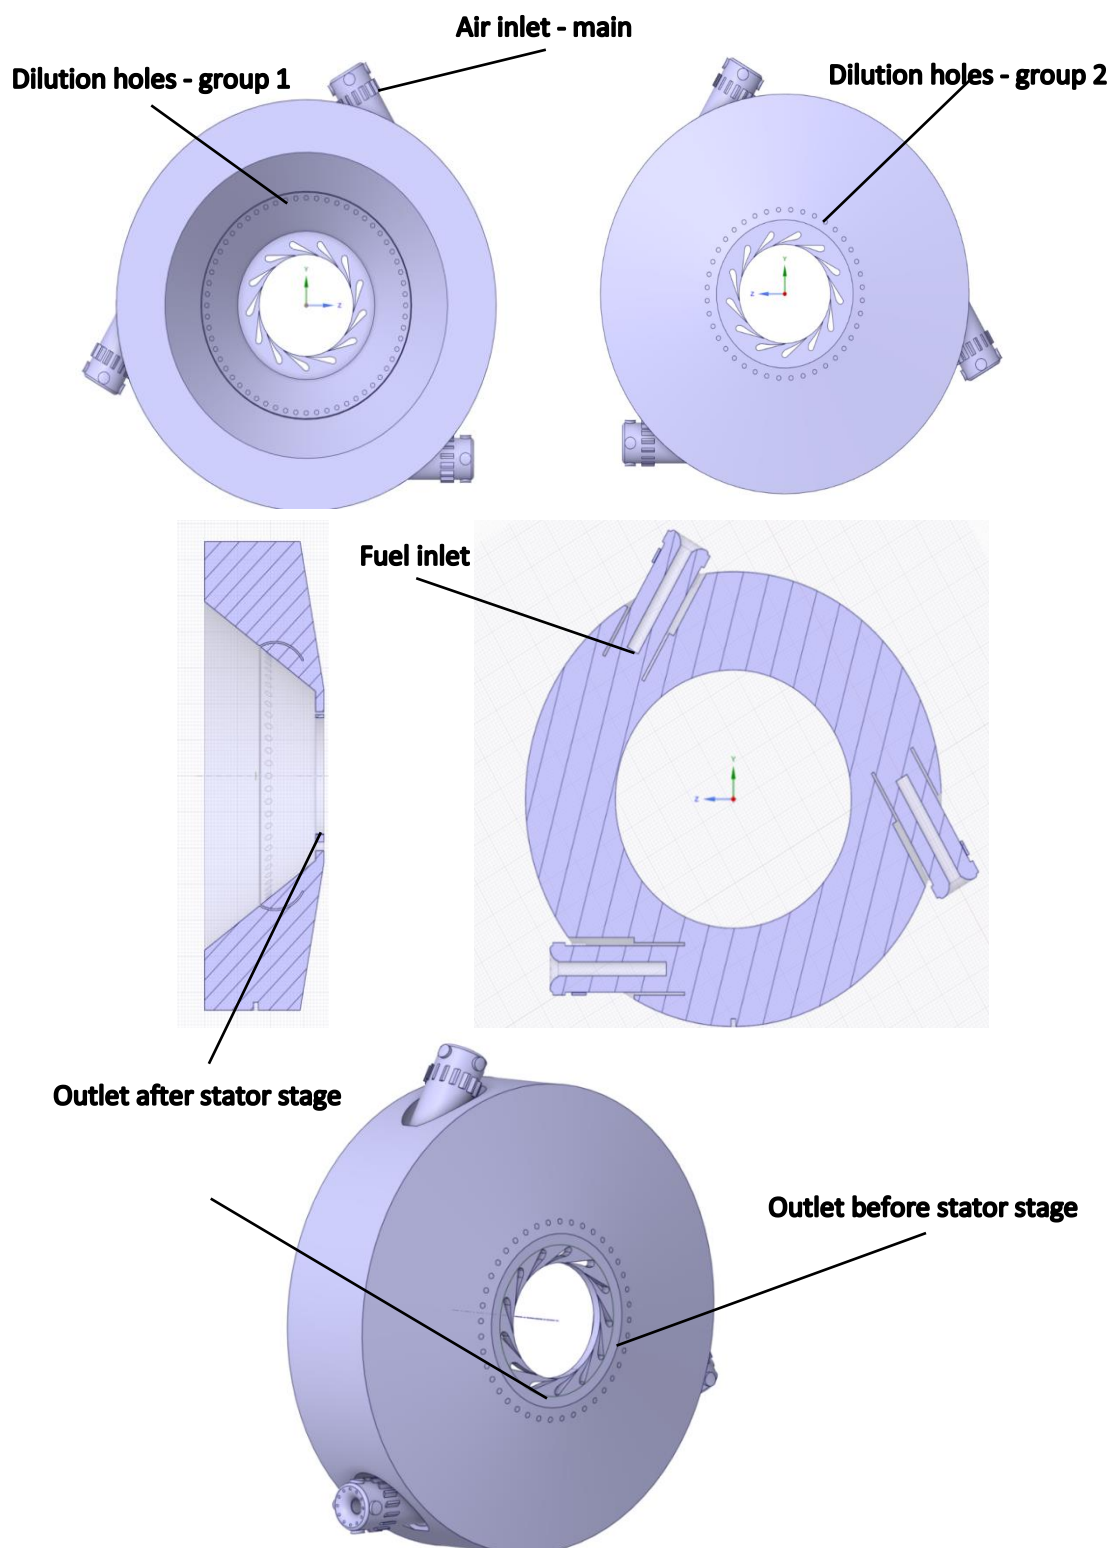 Air inlet - main
Dilution holes - group 1
Dilution holes - group 2
Y
Z
Y
Z
Fuel inlet
Y
Z
Outlet after stator stage
Outlet before stator stage